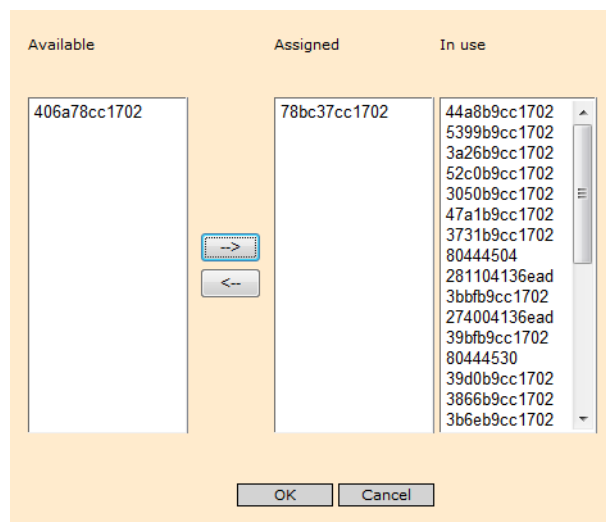 Available Assigned In use
406a78cc1702
78bc37cc1702
44a8b9cc1702
5399b9cc1702
3a26b9cc1702
52c0b9cc1702
3050b9cc1702
47a1b9cc1702
3731b9cc1702
80444504
281104136ead
3bbfb9cc1702
274004136ead
39bfb9cc1702
80444530
39d0b9cc1702
3866b9cc1702
3b6eb9cc1702
-->
<--
OK Cancel